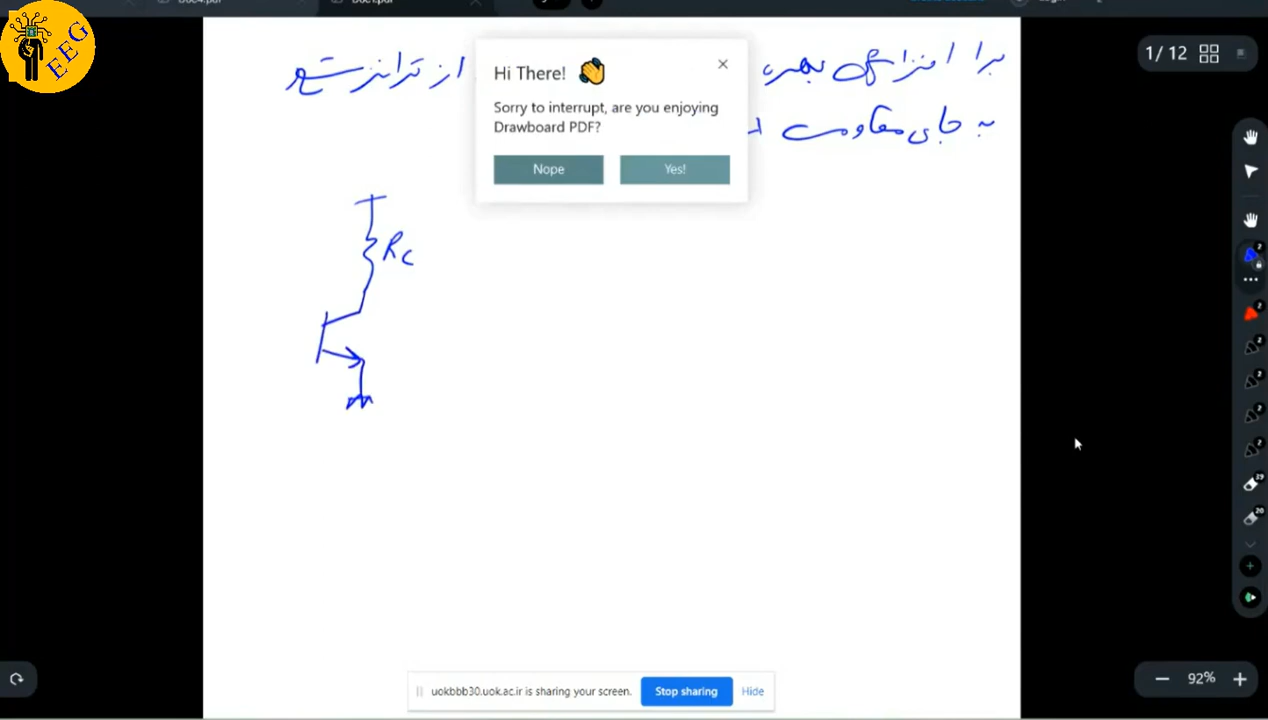 EEG
1/12
برا افزایش بهره از ترانزیستور
به جای مقاومت
Hi There! 👋
Sorry to interrupt, are you enjoying
Drawboard PDF?
Nope Yes!
Rc
uokbbb30.uok.ac.ir is sharing your screen. Stop sharing Hide
92%